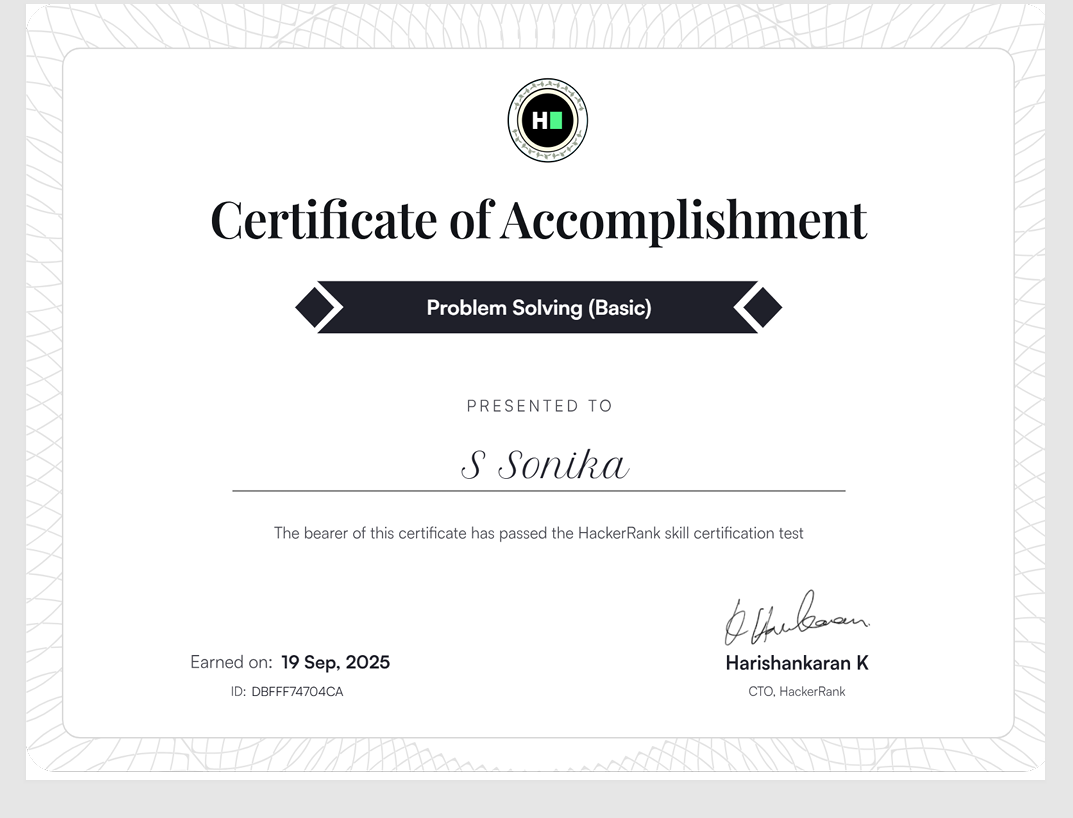 H
Certificate of Accomplishment
Problem Solving (Basic)
PRESENTED TO
S Sonika
The bearer of this certificate has passed the HackerRank skill certification test
Earned on: 19 Sep, 2025
ID: DBFFF74704CA
Harishankaran K
CTO, HackerRank